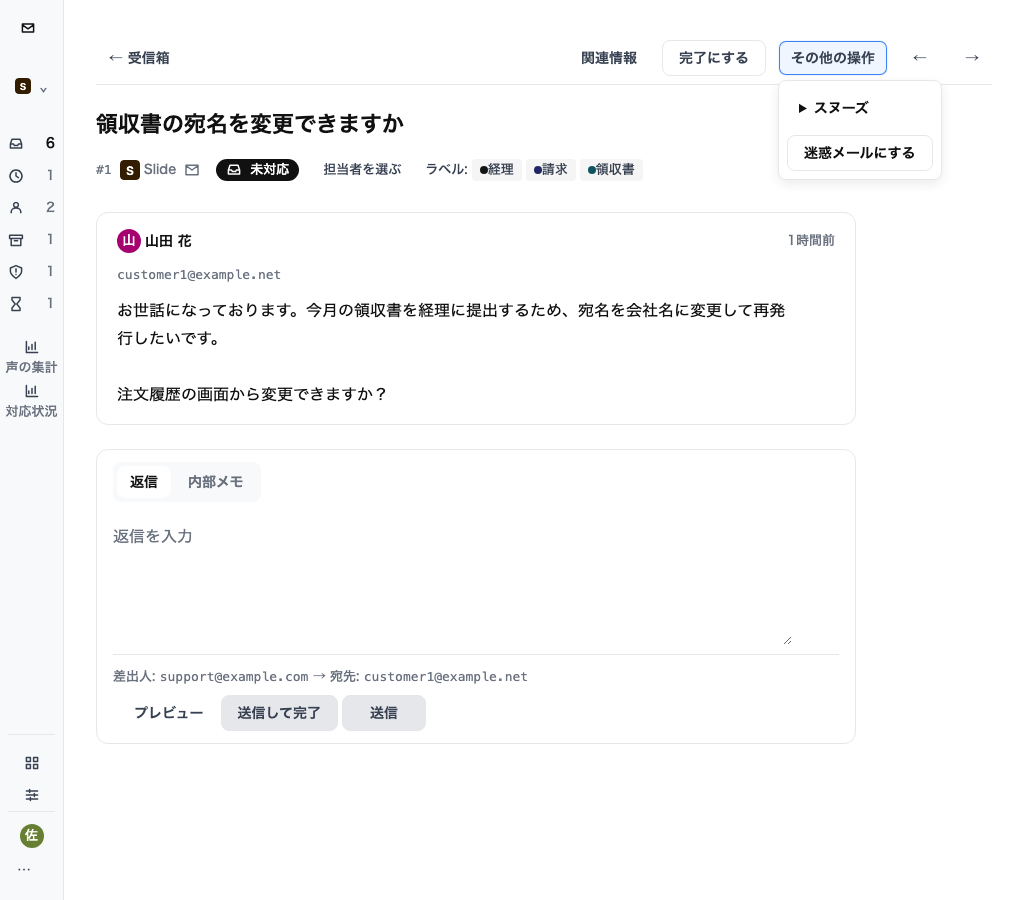 S
6
1
2
1
1
1
声の集計
対応状況
佐
…
← 受信箱
関連情報
完了にする
その他の操作
← →
▶ スヌーズ
迷惑メールにする
領収書の宛名を変更できますか
#1 S Slide 未対応 担当者を選ぶ ラベル: 経理 請求 領収書
山 山田 花 1時間前
customer1@example.net
お世話になっております。今月の領収書を経理に提出するため、宛名を会社名に変更して再発
行したいです。
注文履歴の画面から変更できますか？
返信 内部メモ
返信を入力
差出人: support@example.com → 宛先: customer1@example.net
プレビュー 送信して完了 送信